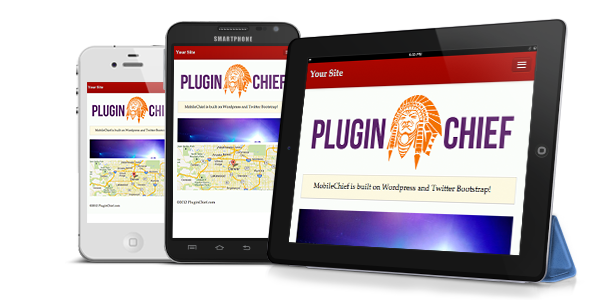 Your Site
PLUGIN CHIEF
MobileChief is built on Wordpress and Twitter Bootstrap!
©2012 PluginChief.com
SMARTPHONE
Your Site
PLUGIN CHIEF
MobileChief is built on Wordpress and Twitter Bootstrap!
©2012 PluginChief.com
Your Site
PLUGIN CHIEF
MobileChief is built on Wordpress and Twitter Bootstrap!